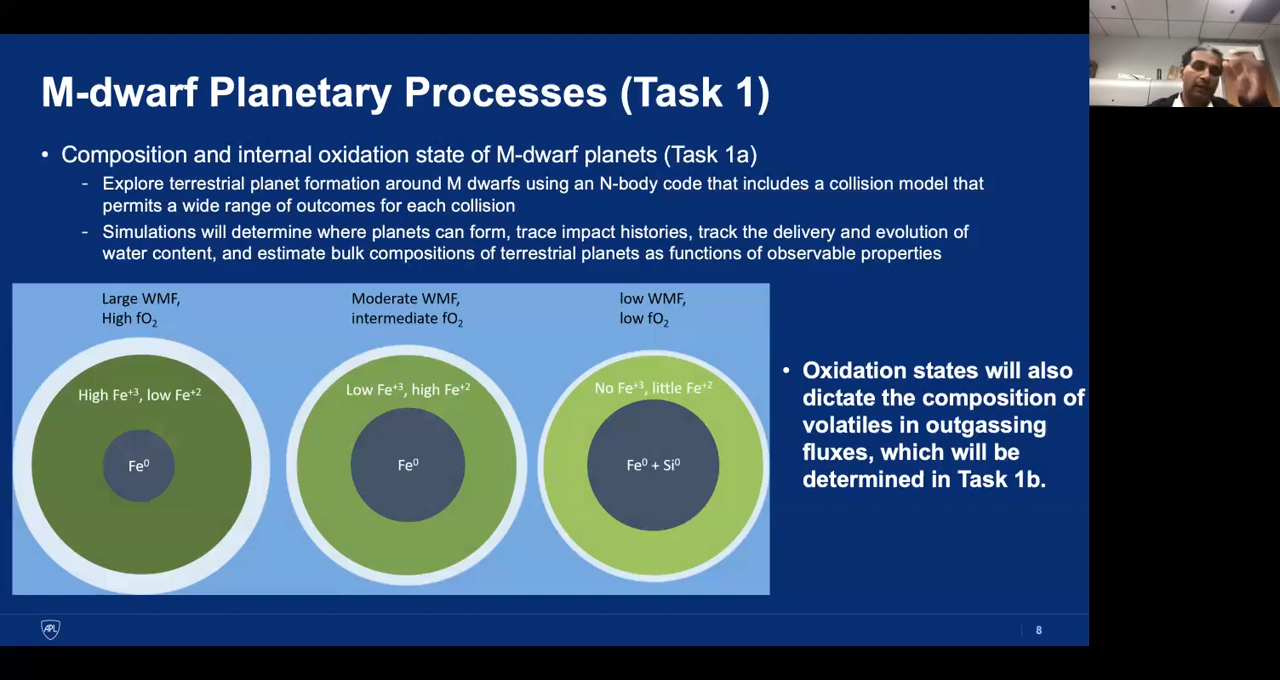 M-dwarf Planetary Processes (Task 1)
• Composition and internal oxidation state of M-dwarf planets (Task 1a)
- Explore terrestrial planet formation around M dwarfs using an N-body code that includes a collision model that
permits a wide range of outcomes for each collision
- Simulations will determine where planets can form, trace impact histories, track the delivery and evolution of
water content, and estimate bulk compositions of terrestrial planets as functions of observable properties
Large WMF,
High fO₂
High Fe⁺³, low Fe⁺²
Fe⁰
Moderate WMF,
intermediate fO₂
Low Fe⁺³, high Fe⁺²
Fe⁰
low WMF,
low fO₂
No Fe⁺³, little Fe⁺²
Fe⁰ + Si⁰
• Oxidation states will also
dictate the composition of
volatiles in outgassing
fluxes, which will be
determined in Task 1b.
APL
8